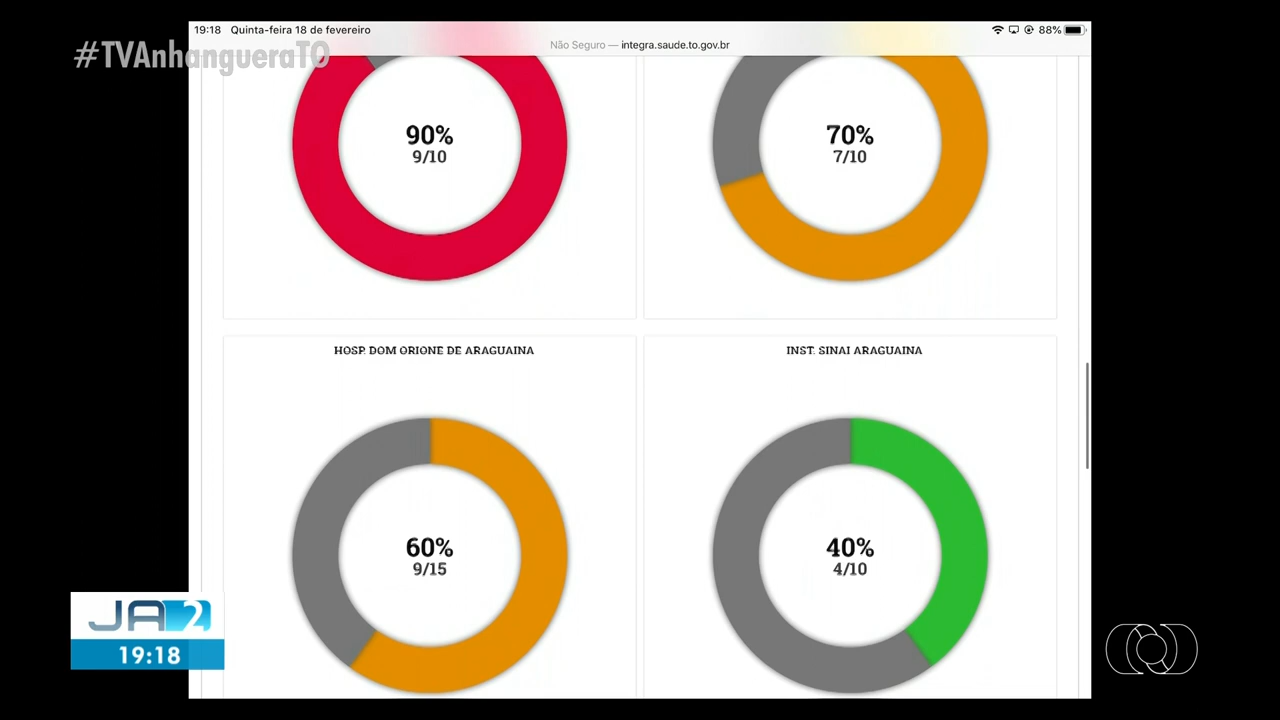 19:18 Quinta-feira 18 de fevereiro
88%
Não Seguro — integra.saude.to.gov.br
#TVAnhangueraTO
90%
9/10
70%
7/10
HOSP. DOM ORIONE DE ARAGUAINA
INST. SINAI ARAGUAINA
60%
9/15
40%
4/10
JA2
19:18